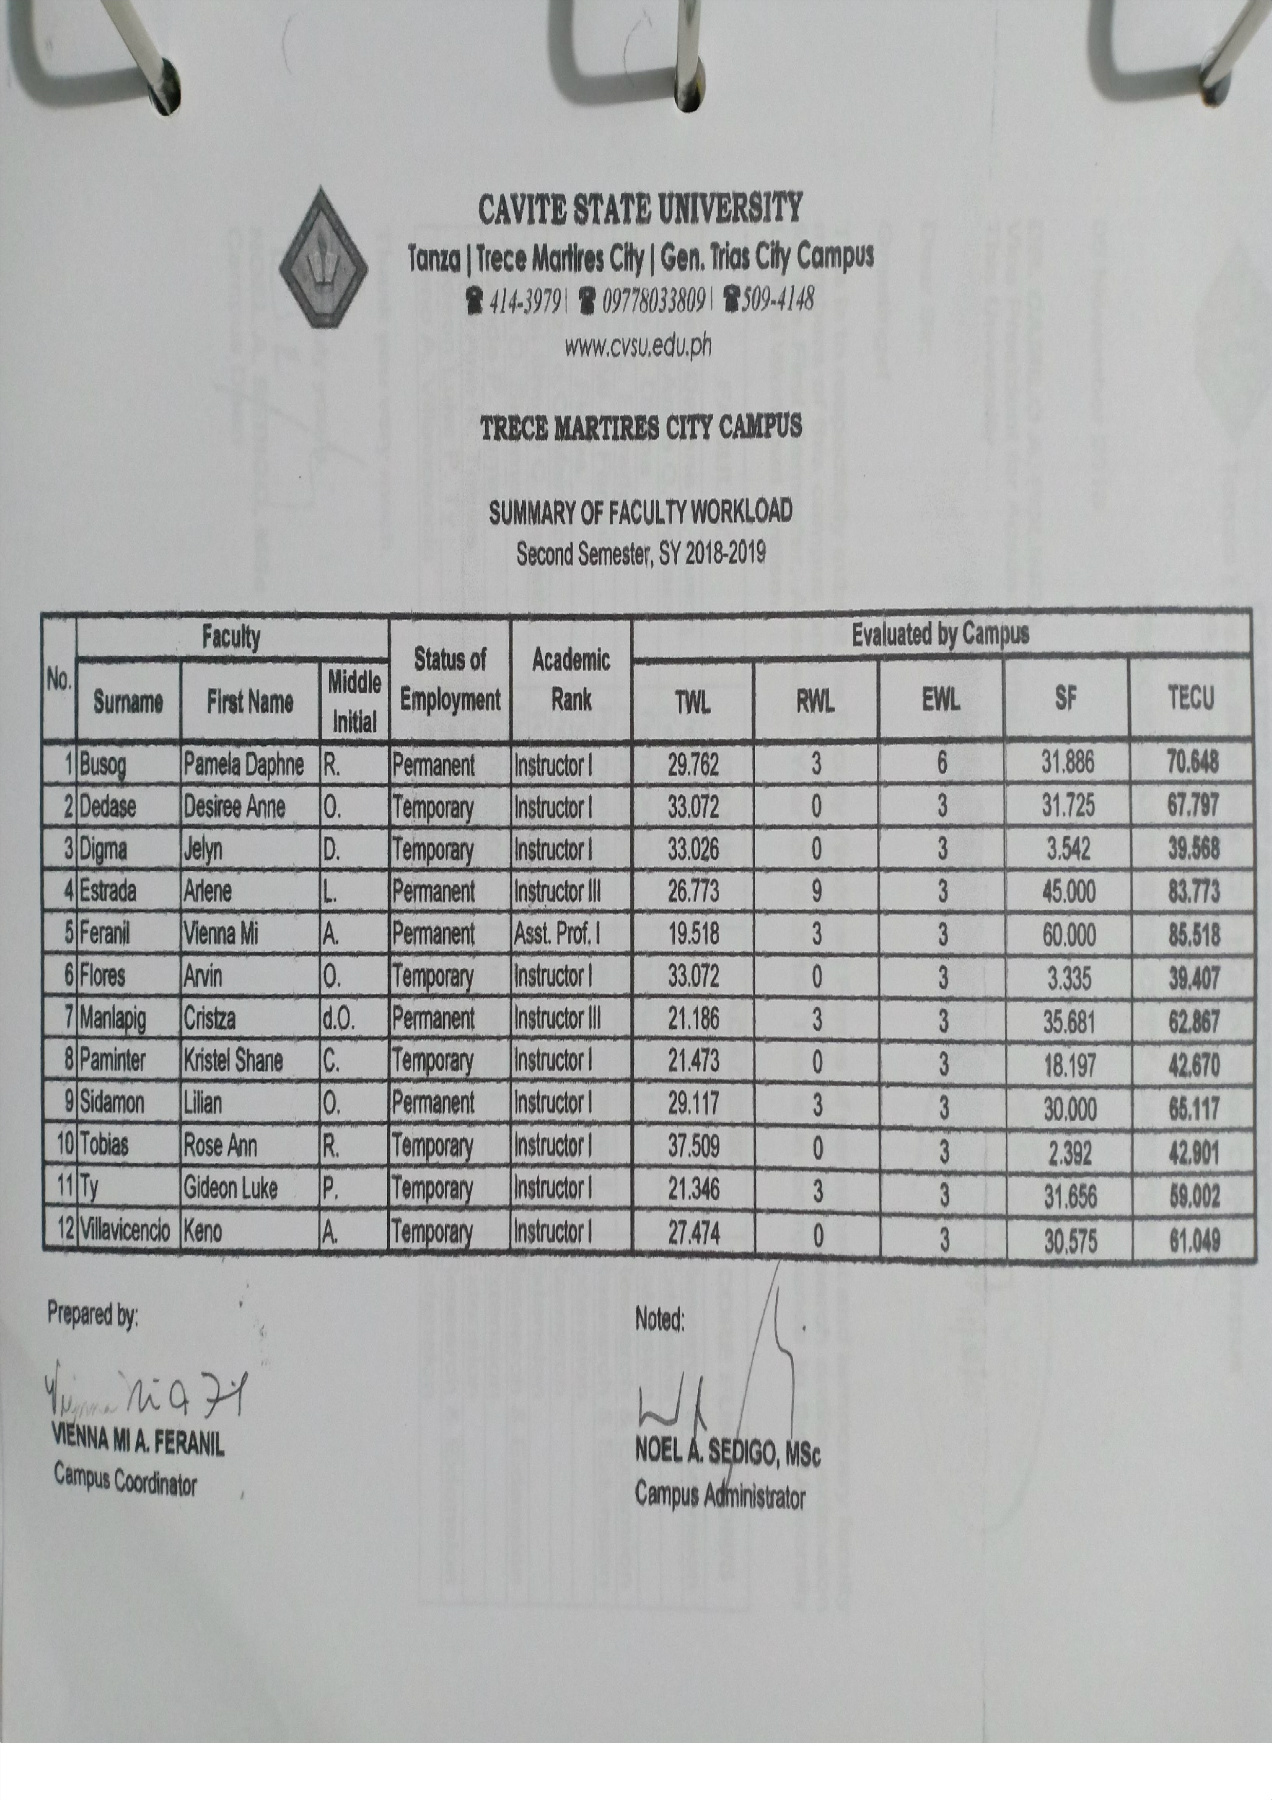 CAVITE STATE UNIVERSITY
Tanza | Trece Martires City | Gen. Trias City Campus
☎ 414-3979| ☎ 09778033809| ☎509-4148
www.cvsu.edu.ph
TRECE MARTIRES CITY CAMPUS
SUMMARY OF FACULTY WORKLOAD
Second Semester, SY 2018-2019
No. Faculty Status of Employment Academic Rank Evaluated by Campus
Surname First Name Middle Initial TWL RWL EWL SF TECU
1 Busog Pamela Daphne R. Permanent Instructor I 29.762 3 6 31.886 70.648
2 Dedase Desiree Anne O. Temporary Instructor I 33.072 0 3 31.725 67.797
3 Digma Jelyn D. Temporary Instructor I 33.026 0 3 3.542 39.568
4 Estrada Arlene L. Permanent Instructor III 26.773 9 3 45.000 83.773
5 Feranil Vienna Mi A. Permanent Asst. Prof. I 19.518 3 3 60.000 85.518
6 Flores Arvin O. Temporary Instructor I 33.072 0 3 3.335 39.407
7 Manlapig Cristza d.O. Permanent Instructor III 21.186 3 3 35.681 62.867
8 Paminter Kristel Shane C. Temporary Instructor I 21.473 0 3 18.197 42.670
9 Sidamon Lilian O. Permanent Instructor I 29.117 3 3 30.000 65.117
10 Tobias Rose Ann R. Temporary Instructor I 37.509 0 3 2.392 42.901
11 Ty Gideon Luke P. Temporary Instructor I 21.346 3 3 31.656 59.002
12 Villavicencio Keno A. Temporary Instructor I 27.474 0 3 30.575 61.049
Prepared by: Noted:
VIENNA MI A. FERANIL
Campus Coordinator
NOEL A. SEDIGO, MSc
Campus Administrator